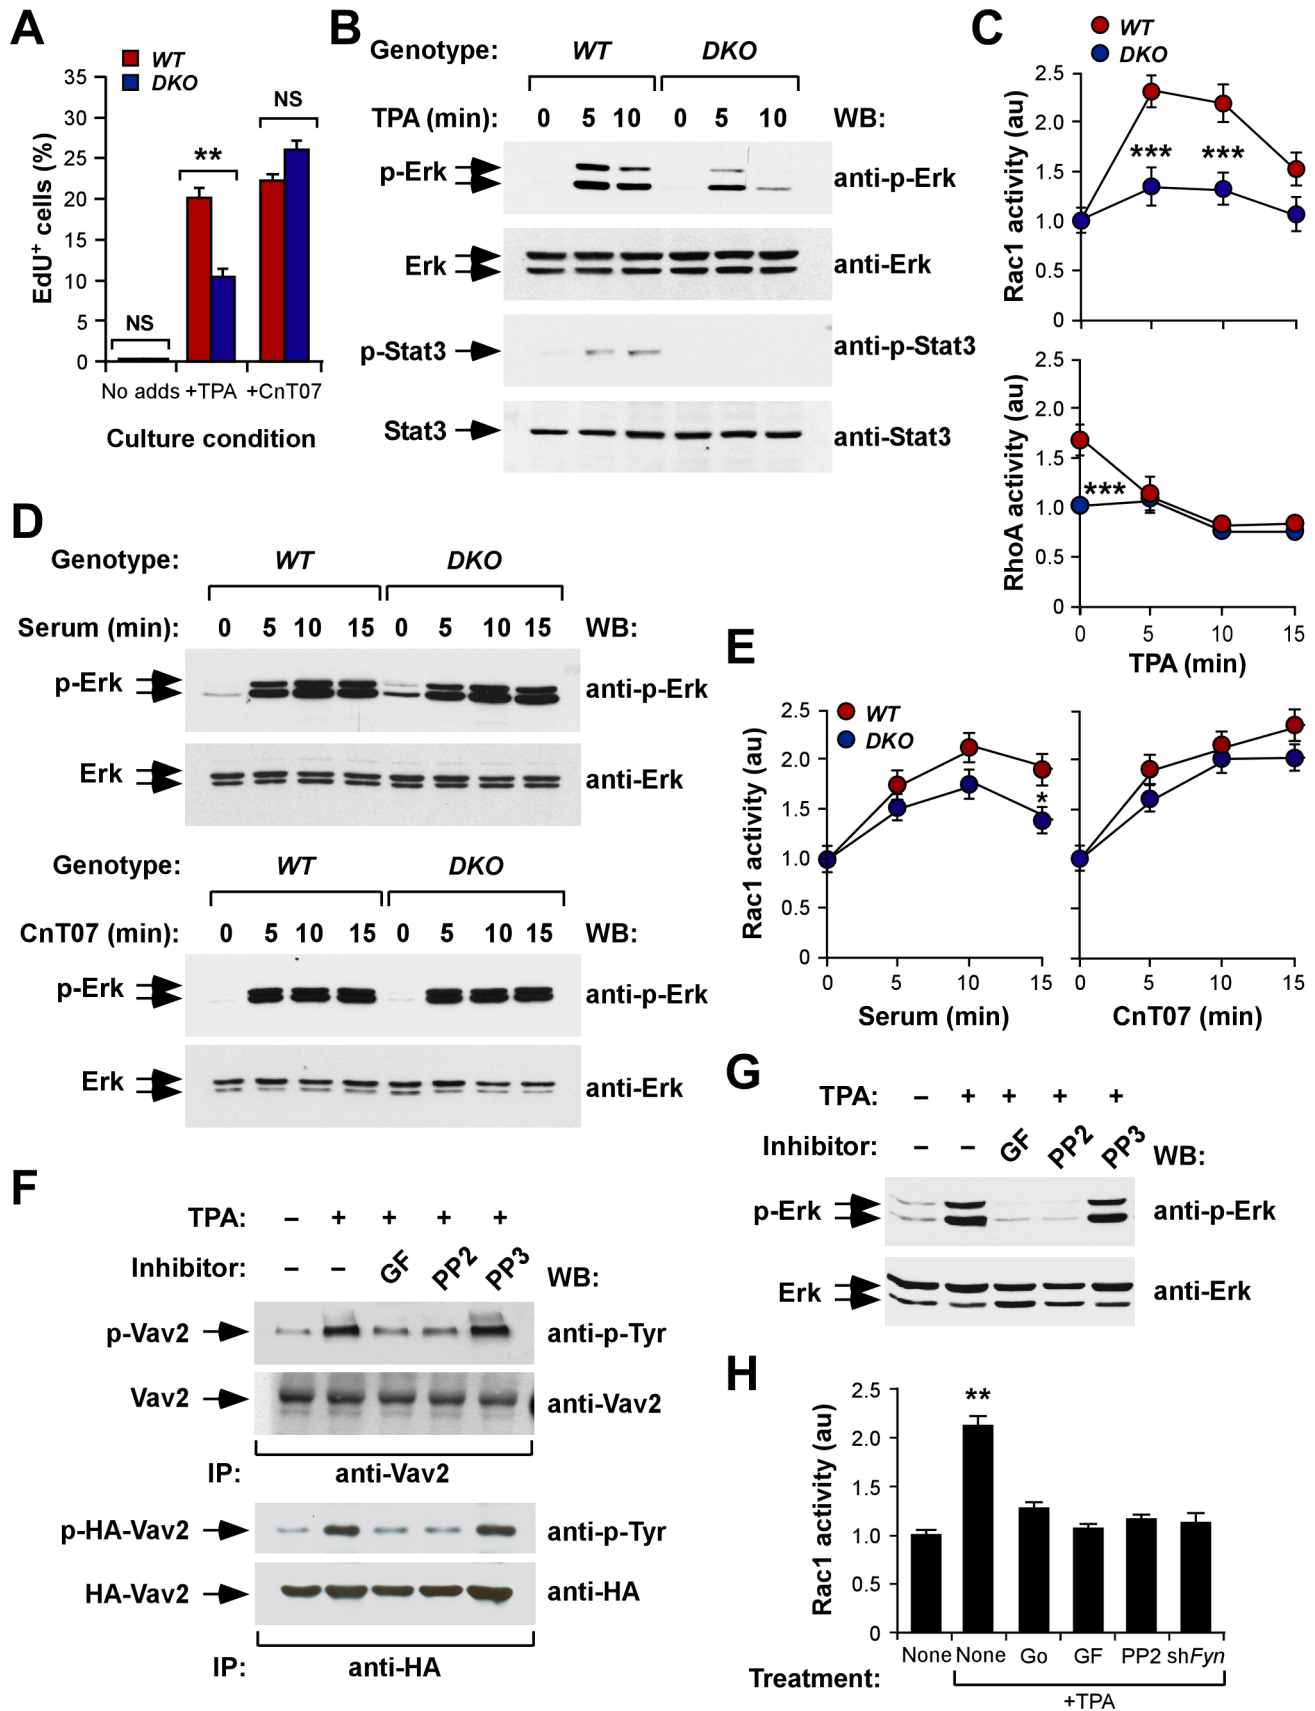 A
WT
DKO
EdU+ cells (%)
35
30
25
20
15
10
5
0
NS
**
NS
No adds +TPA +CnT07
Culture condition
B
Genotype: WT DKO
TPA (min): 0 5 10 0 5 10 WB:
p-Erk anti-p-Erk
Erk anti-Erk
p-Stat3 anti-p-Stat3
Stat3 anti-Stat3
C
WT
DKO
Rac1 activity (au)
2.5
2.0
1.5
1.0
0.5
0
*** ***
RhoA activity (au)
2.5
2.0
1.5
1.0
0.5
0
***
0 5 10 15
TPA (min)
D
Genotype: WT DKO
Serum (min): 0 5 10 15 0 5 10 15 WB:
p-Erk anti-p-Erk
Erk anti-Erk
Genotype: WT DKO
CnT07 (min): 0 5 10 15 0 5 10 15 WB:
p-Erk anti-p-Erk
Erk anti-Erk
E
WT
DKO
Rac1 activity (au)
2.5
2.0
1.5
1.0
0.5
0
*
0 5 10 15 0 5 10 15
Serum (min) CnT07 (min)
F
TPA: – + + + +
Inhibitor: – – GF PP2 PP3 WB:
p-Vav2 anti-p-Tyr
Vav2 anti-Vav2
IP: anti-Vav2
p-HA-Vav2 anti-p-Tyr
HA-Vav2 anti-HA
IP: anti-HA
G
TPA: – + + + +
Inhibitor: – – GF PP2 PP3 WB:
p-Erk anti-p-Erk
Erk anti-Erk
H
Rac1 activity (au)
2.5
2.0
1.5
1.0
0.5
0
**
None None Go GF PP2 shFyn
Treatment:
+TPA